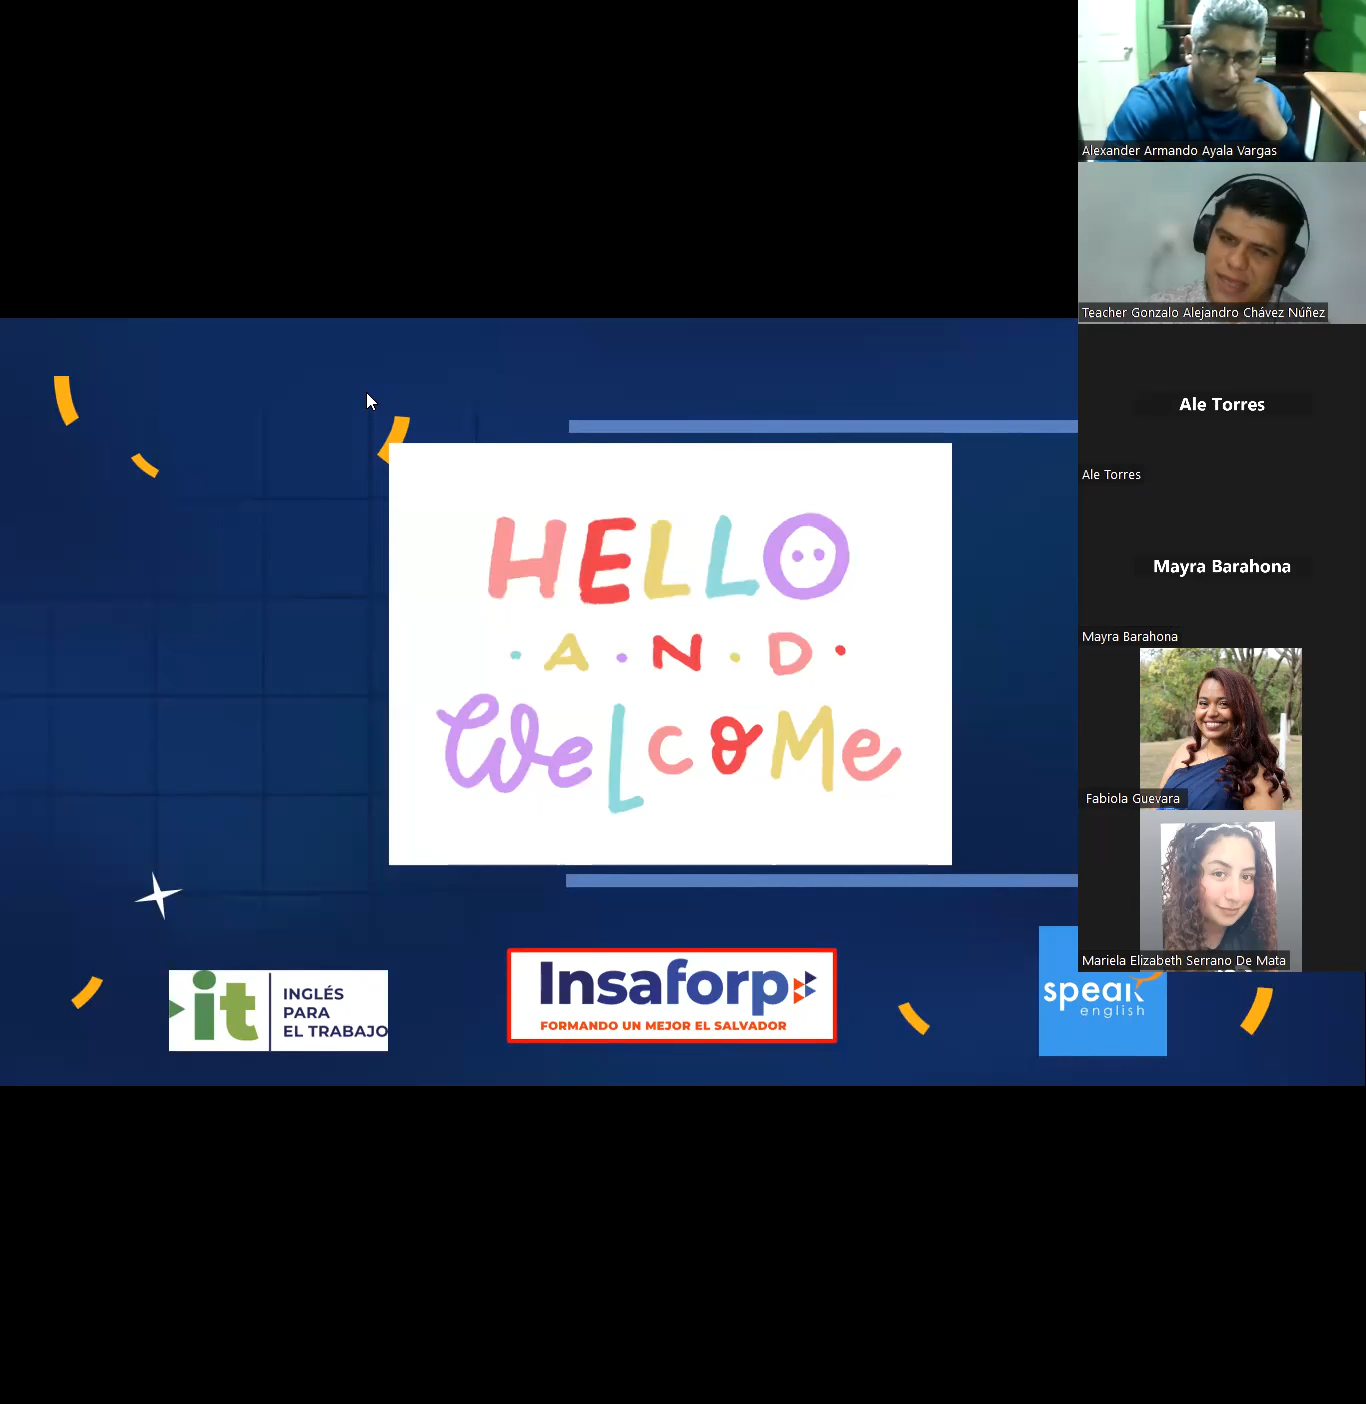 Alexander Armando Ayala Vargas
Teacher Gonzalo Alejandro Chávez Núñez
Ale Torres
Ale Torres
Mayra Barahona
Mayra Barahona
Fabiola Guevara
Mariela Elizabeth Serrano De Mata
HELLO
·A·N·D·
WeLcoMe
it
INGLÉS
PARA
EL TRABAJO
Insaforp
FORMANDO UN MEJOR EL SALVADOR
speak
english